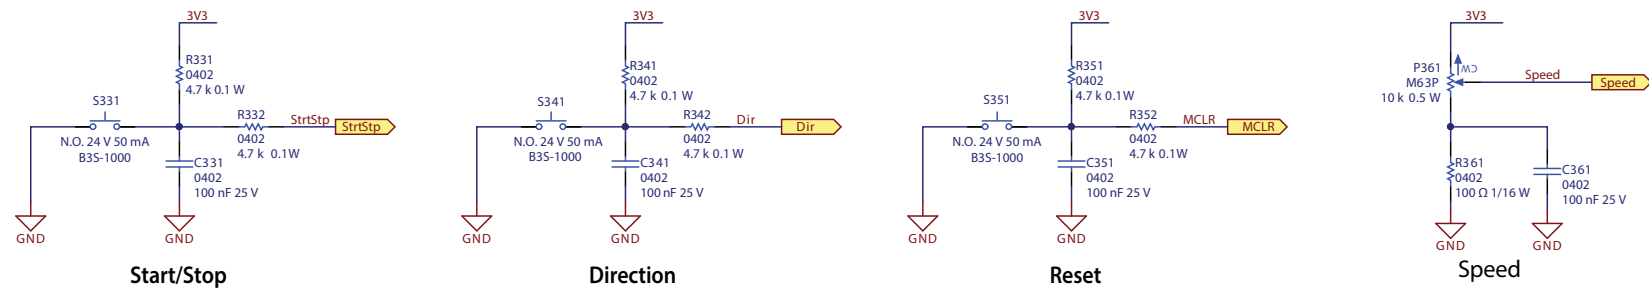 3V3
R331
0402
4.7 k 0.1 W
S331
R332
StrtStp
StrtStp
N.O. 24 V 50 mA
B3S-1000
0402
4.7 k 0.1W
C331
0402
100 nF 25 V
GND
GND
Start/Stop
3V3
R341
0402
4.7 k 0.1 W
S341
R342
Dir
Dir
N.O. 24 V 50 mA
B3S-1000
0402
4.7 k 0.1 W
C341
0402
100 nF 25 V
GND
GND
Direction
3V3
R351
0402
4.7 k 0.1 W
S351
R352
MCLR
MCLR
N.O. 24 V 50 mA
B3S-1000
0402
4.7 k 0.1W
C351
0402
100 nF 25 V
GND
GND
Reset
3V3
P361
M63P
10 k 0.5 W
CW
Speed
Speed
R361
0402
100 Ω 1/16 W
C361
0402
100 nF 25 V
GND
GND
Speed